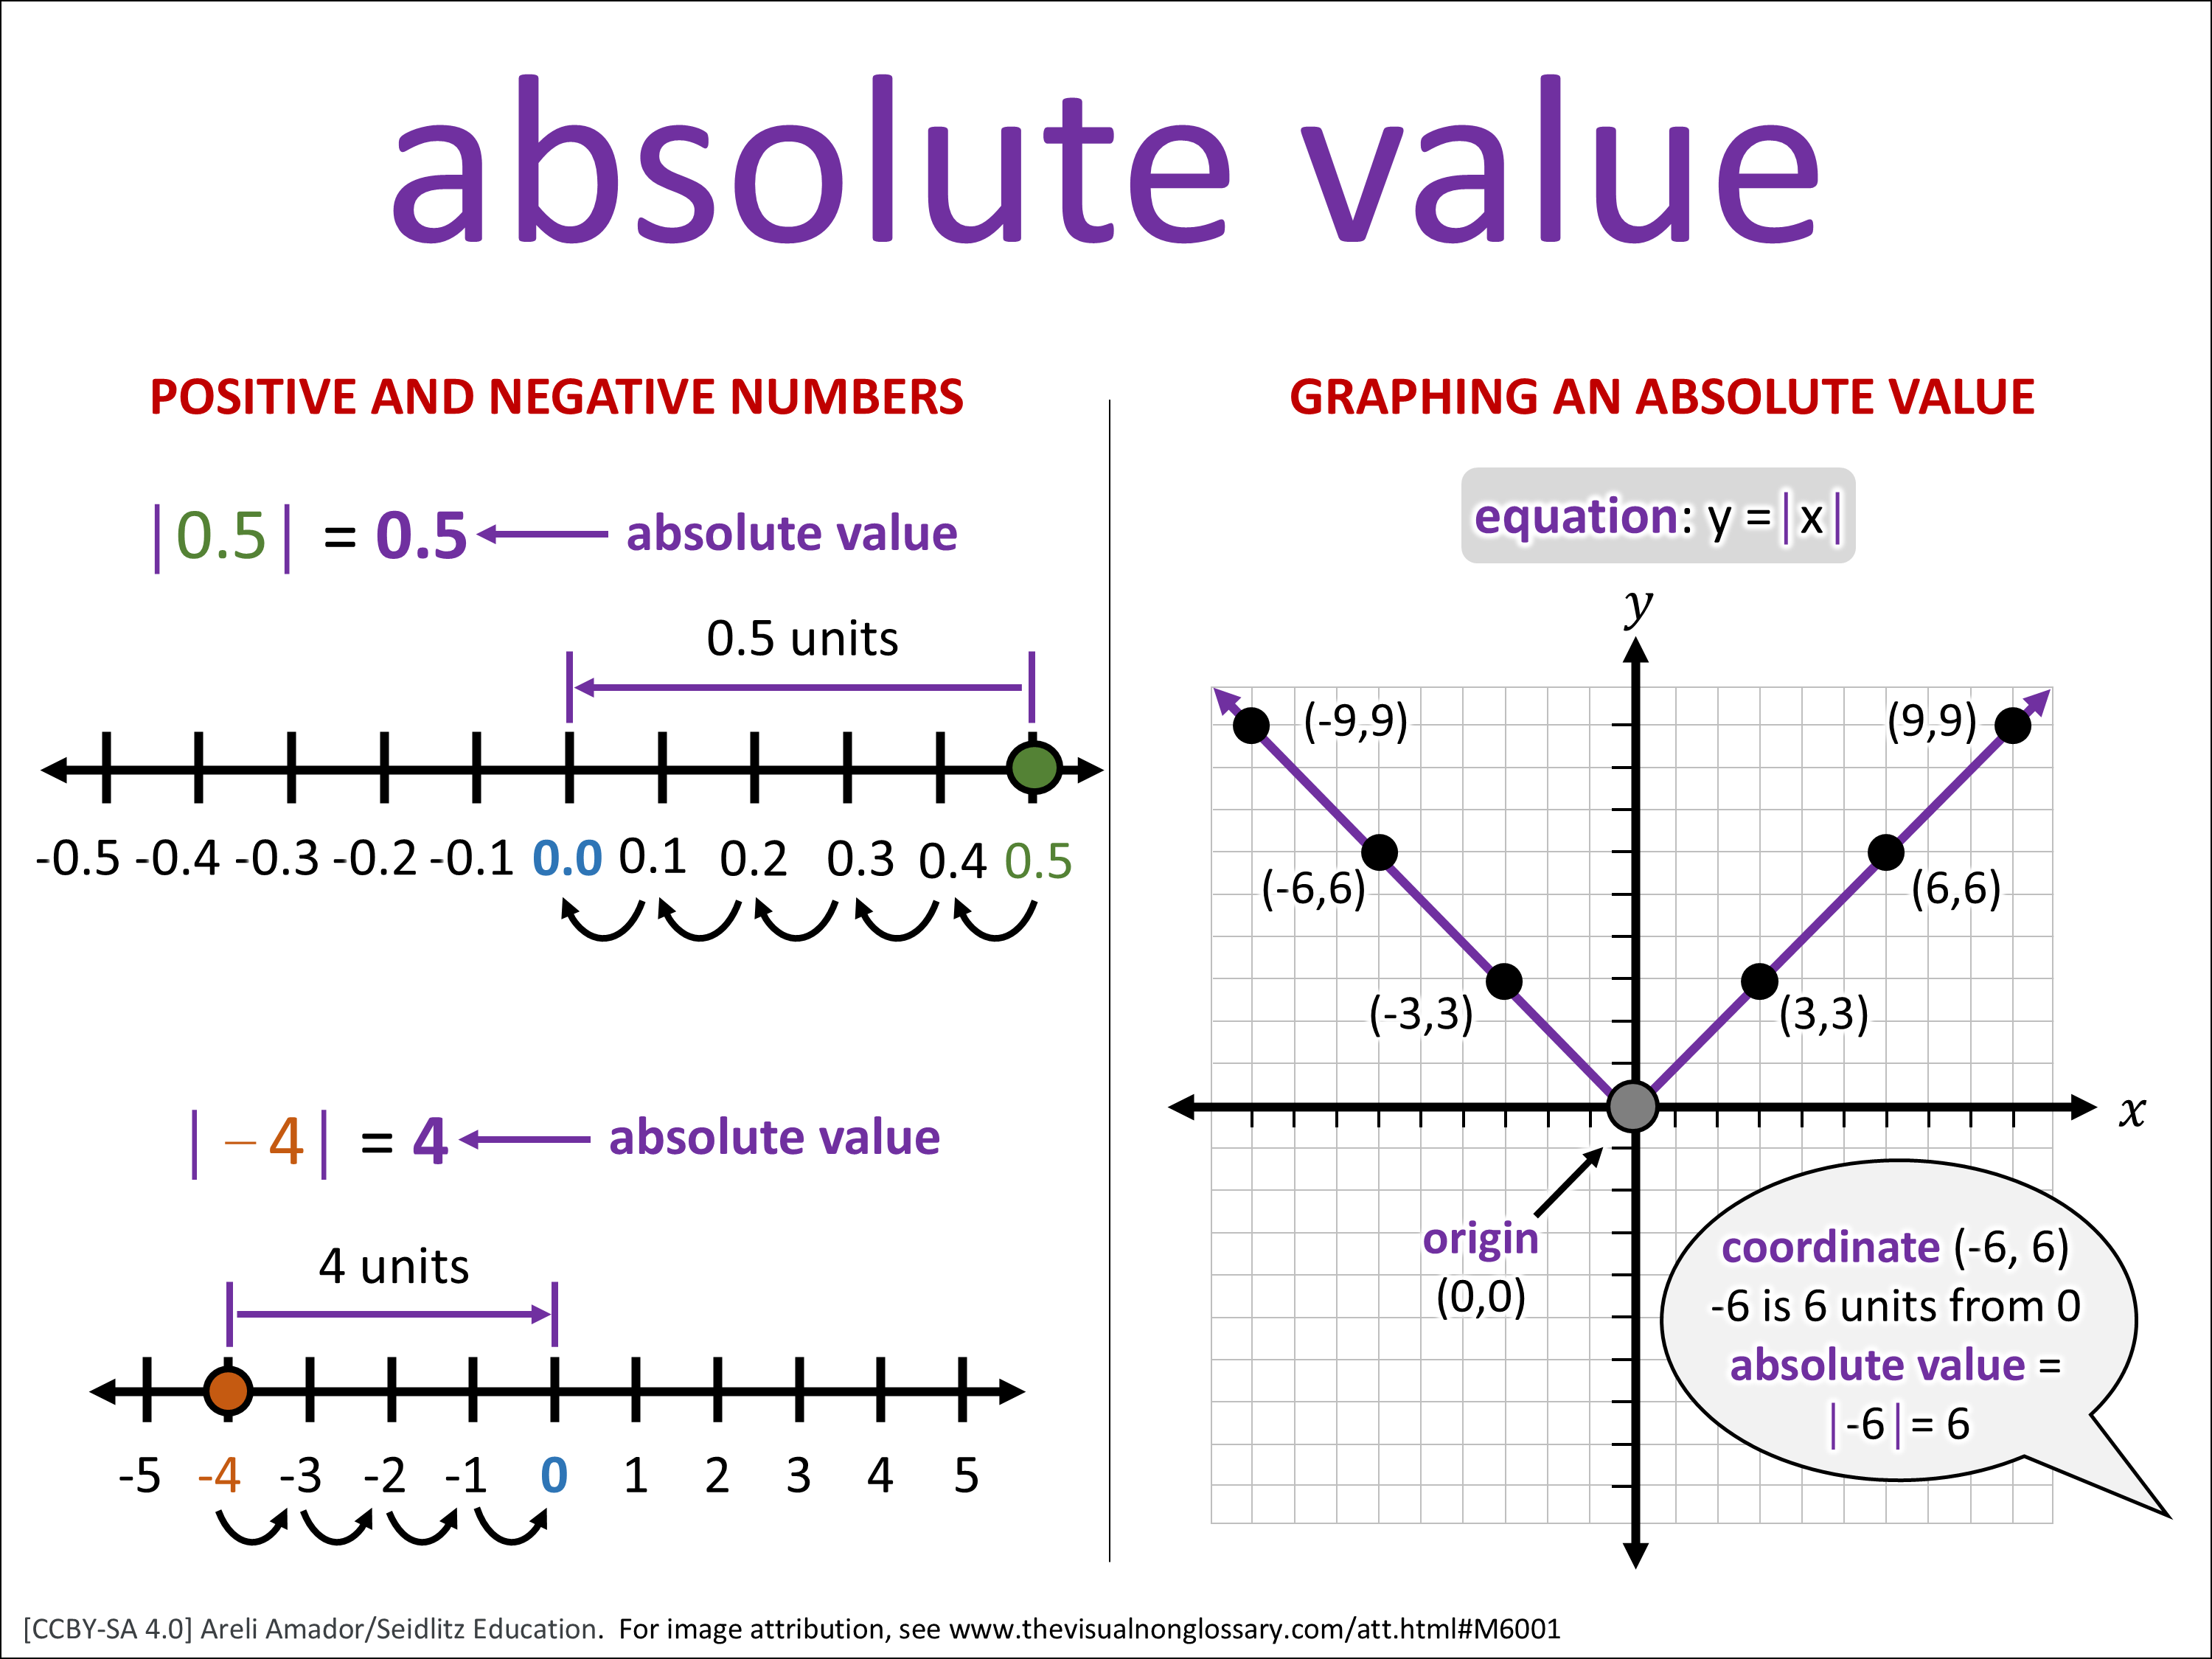 absolute value
POSITIVE AND NEGATIVE NUMBERS
|0.5| = 0.5 absolute value
0.5 units
-0.5 -0.4 -0.3 -0.2 -0.1 0.0 0.1 0.2 0.3 0.4 0.5
|−4| = 4 absolute value
4 units
-5 -4 -3 -2 -1 0 1 2 3 4 5
GRAPHING AN ABSOLUTE VALUE
equation: y = |x|
y
(-9,9) (9,9)
(-6,6) (6,6)
(-3,3) (3,3)
x
origin
(0,0)
coordinate (-6, 6)
-6 is 6 units from 0
absolute value =
|-6| = 6
[CCBY-SA 4.0] Areli Amador/Seidlitz Education. For image attribution, see www.thevisualnonglossary.com/att.html#M6001